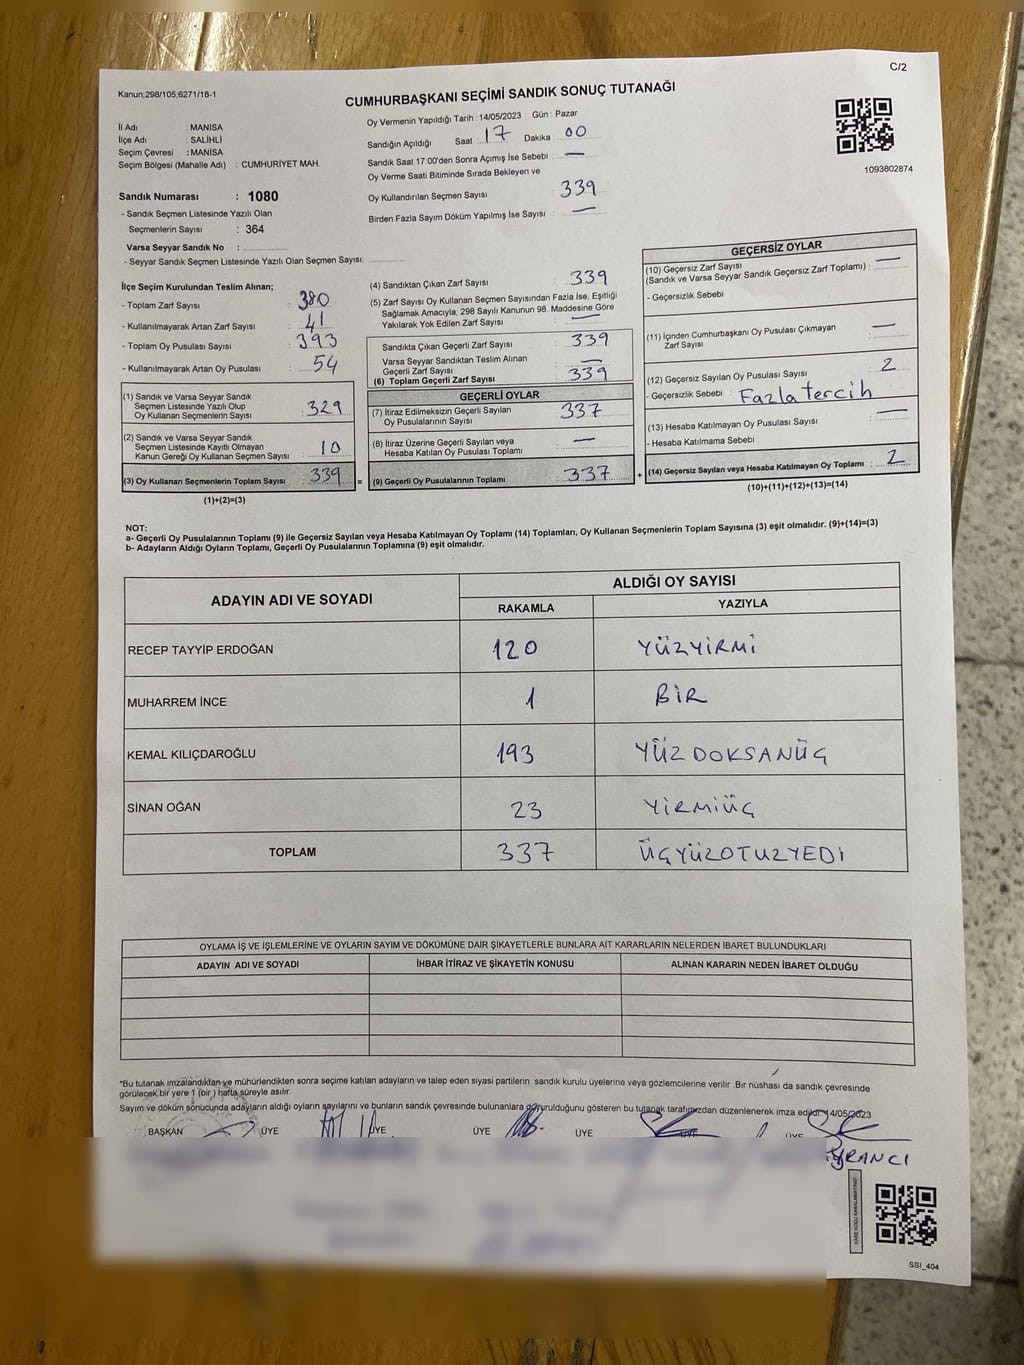 C/2
Kanun;298/105,6271/18-1
CUMHURBAŞKANI SEÇİMİ SANDIK SONUÇ TUTANAĞI
İl Adı : MANİSA
İlçe Adı : SALİHLİ
Seçim Çevresi : MANİSA
Seçim Bölgesi (Mahalle Adı) : CUMHURİYET MAH.
Oy Vermenin Yapıldığı Tarih : 14/05/2023 Gün : Pazar
Sandığın Açıldığı Saat : 17 Dakika : 00
Sandık Saat 17:00'den Sonra Açımış İse Sebebi : —
Oy Verme Saati Bitiminde Sırada Bekleyen ve
Oy Kullandırılan Seçmen Sayısı : 339
Birden Fazla Sayım Döküm Yapılmış İse Sayısı : —
1093802874
Sandık Numarası : 1080
- Sandık Seçmen Listesinde Yazılı Olan
Seçmenlerin Sayısı : 364
Varsa Seyyar Sandık No :
- Seyyar Sandık Seçmen Listesinde Yazılı Olan Seçmen Sayısı:
İlçe Seçim Kurulundan Teslim Alınan;
- Toplam Zarf Sayısı : 380
- Kullanılmayarak Artan Zarf Sayısı : 41
- Toplam Oy Pusulası Sayısı : 393
- Kullanılmayarak Artan Oy Pusulası : 54
(1) Sandık ve Varsa Seyyar Sandık
Seçmen Listesinde Yazılı Olup
Oy Kullanan Seçmenlerin Sayısı : 329
(2) Sandık ve Varsa Seyyar Sandık
Seçmen Listesinde Kayıtlı Olmayan
Kanun Gereği Oy Kullanan Seçmen Sayısı : 10
(3) Oy Kullanan Seçmenlerin Toplam Sayısı : 339
(1)+(2)=(3)
(4) Sandıktan Çıkan Zarf Sayısı : 339
(5) Zarf Sayısı Oy Kullanan Seçmen Sayısından Fazla İse, Eşitliği
Sağlamak Amacıyla; 298 Sayılı Kanunun 98. Maddesine Göre
Yakılarak Yok Edilen Zarf Sayısı : —
Sandıkta Çıkan Geçerli Zarf Sayısı : 339
Varsa Seyyar Sandıktan Teslim Alınan
Geçerli Zarf Sayısı : —
(6) Toplam Geçerli Zarf Sayısı : 339
GEÇERLİ OYLAR
(7) İtiraz Edilmeksizin Geçerli Sayılan
Oy Pusulalarının Sayısı : 337
(8) İtiraz Üzerine Geçerli Sayılan veya
Hesaba Katılan Oy Pusulası Toplamı : —
= (9) Geçerli Oy Pusulalarının Toplamı : 337
GEÇERSİZ OYLAR
(10) Geçersiz Zarf Sayısı
(Sandık ve Varsa Seyyar Sandık Geçersiz Zarf Toplamı) : —
- Geçersizlik Sebebi :
(11) İçinden Cumhurbaşkanı Oy Pusulası Çıkmayan
Zarf Sayısı : —
(12) Geçersiz Sayılan Oy Pusulası Sayısı : 2
- Geçersizlik Sebebi : Fazla tercih
(13) Hesaba Katılmayan Oy Pusulası Sayısı : —
- Hesaba Katılmama Sebebi :
+ (14) Geçersiz Sayılan veya Hesaba Katılmayan Oy Toplamı : 2
(10)+(11)+(12)+(13)=(14)
NOT:
a- Geçerli Oy Pusulalarının Toplamı (9) ile Geçersiz Sayılan veya Hesaba Katılmayan Oy Toplamı (14) Toplamları, Oy Kullanan Seçmenlerin Toplam Sayısına (3) eşit olmalıdır. (9)+(14)=(3)
b- Adayların Aldığı Oyların Toplamı, Geçerli Oy Pusulalarının Toplamına (9) eşit olmalıdır.
ADAYIN ADI VE SOYADI
ALDIĞI OY SAYISI
RAKAMLA YAZIYLA
RECEP TAYYİP ERDOĞAN 120 YÜZYİRMİ
MUHARREM İNCE 1 BİR
KEMAL KILIÇDAROĞLU 193 YÜZ DOKSANÜÇ
SİNAN OĞAN 23 YİRMİÜÇ
TOPLAM 337 ÜÇYÜZOTUZYEDİ
OYLAMA İŞ VE İŞLEMLERİNE VE OYLARIN SAYIM VE DÖKÜMÜNE DAİR ŞİKAYETLERLE BUNLARA AİT KARARLARIN NELERDEN İBARET BULUNDUKLARI
ADAYIN ADI VE SOYADI İHBAR İTİRAZ VE ŞİKAYETİN KONUSU ALINAN KARARIN NEDEN İBARET OLDUĞU
*Bu tutanak imzalandıktan ve mühürlendikten sonra seçime katılan adayların ve talep eden siyasi partilerin sandık kurulu üyelerine veya gözlemcilerine verilir .Bir nüshası da sandık çevresinde
görülecek bir yere 1 (bir ) hafta süreyle asılır.
Sayım ve döküm sonucunda adayların aldığı oyların sayılarını ve bunların sandık çevresinde bulunanlara duyurulduğunu gösteren bu tutanak tarafımızdan düzenlenerek imza edildi. 14/05/2023
BAŞKAN ÜYE ÜYE ÜYE ÜYE ÜYE ÜYE
SSI_404